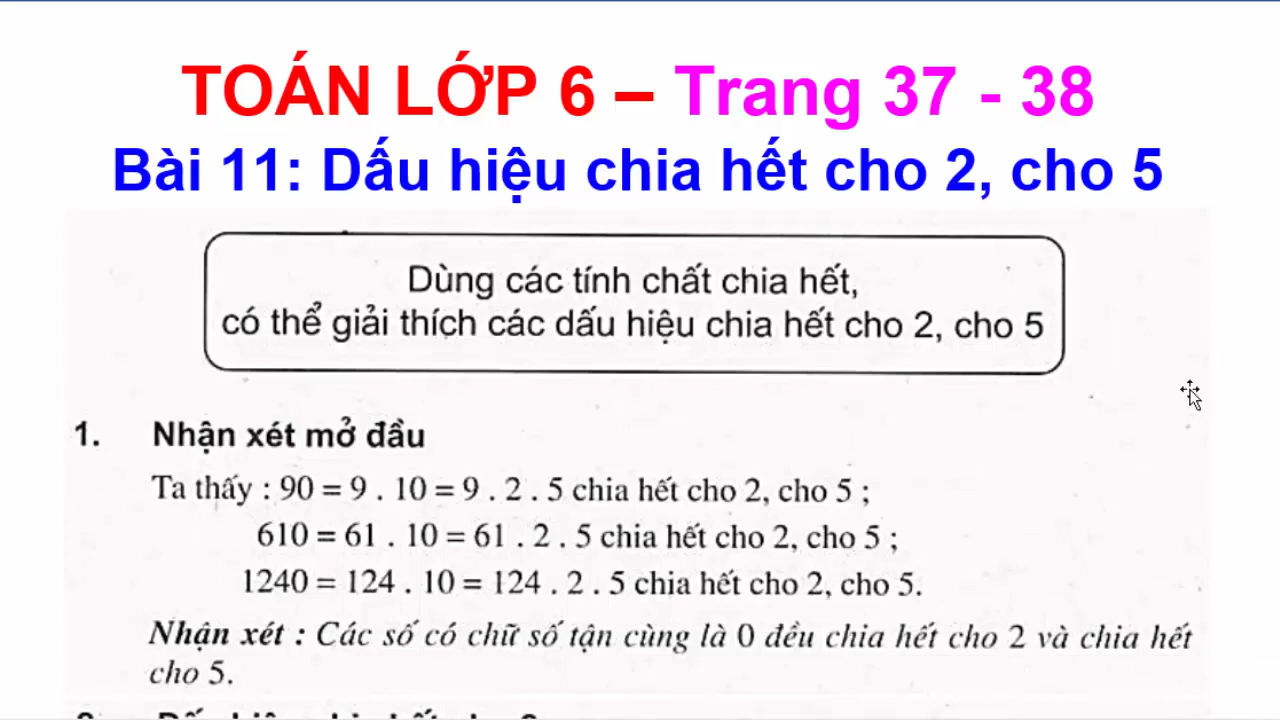 TOÁN LỚP 6 – Trang 37 - 38
Bài 11: Dấu hiệu chia hết cho 2, cho 5
Dùng các tính chất chia hết,
có thể giải thích các dấu hiệu chia hết cho 2, cho 5
1. Nhận xét mở đầu
Ta thấy : 90 = 9 . 10 = 9 . 2 . 5 chia hết cho 2, cho 5 ;
610 = 61 . 10 = 61 . 2 . 5 chia hết cho 2, cho 5 ;
1240 = 124 . 10 = 124 . 2 . 5 chia hết cho 2, cho 5.
Nhận xét : Các số có chữ số tận cùng là 0 đều chia hết cho 2 và chia hết
cho 5.